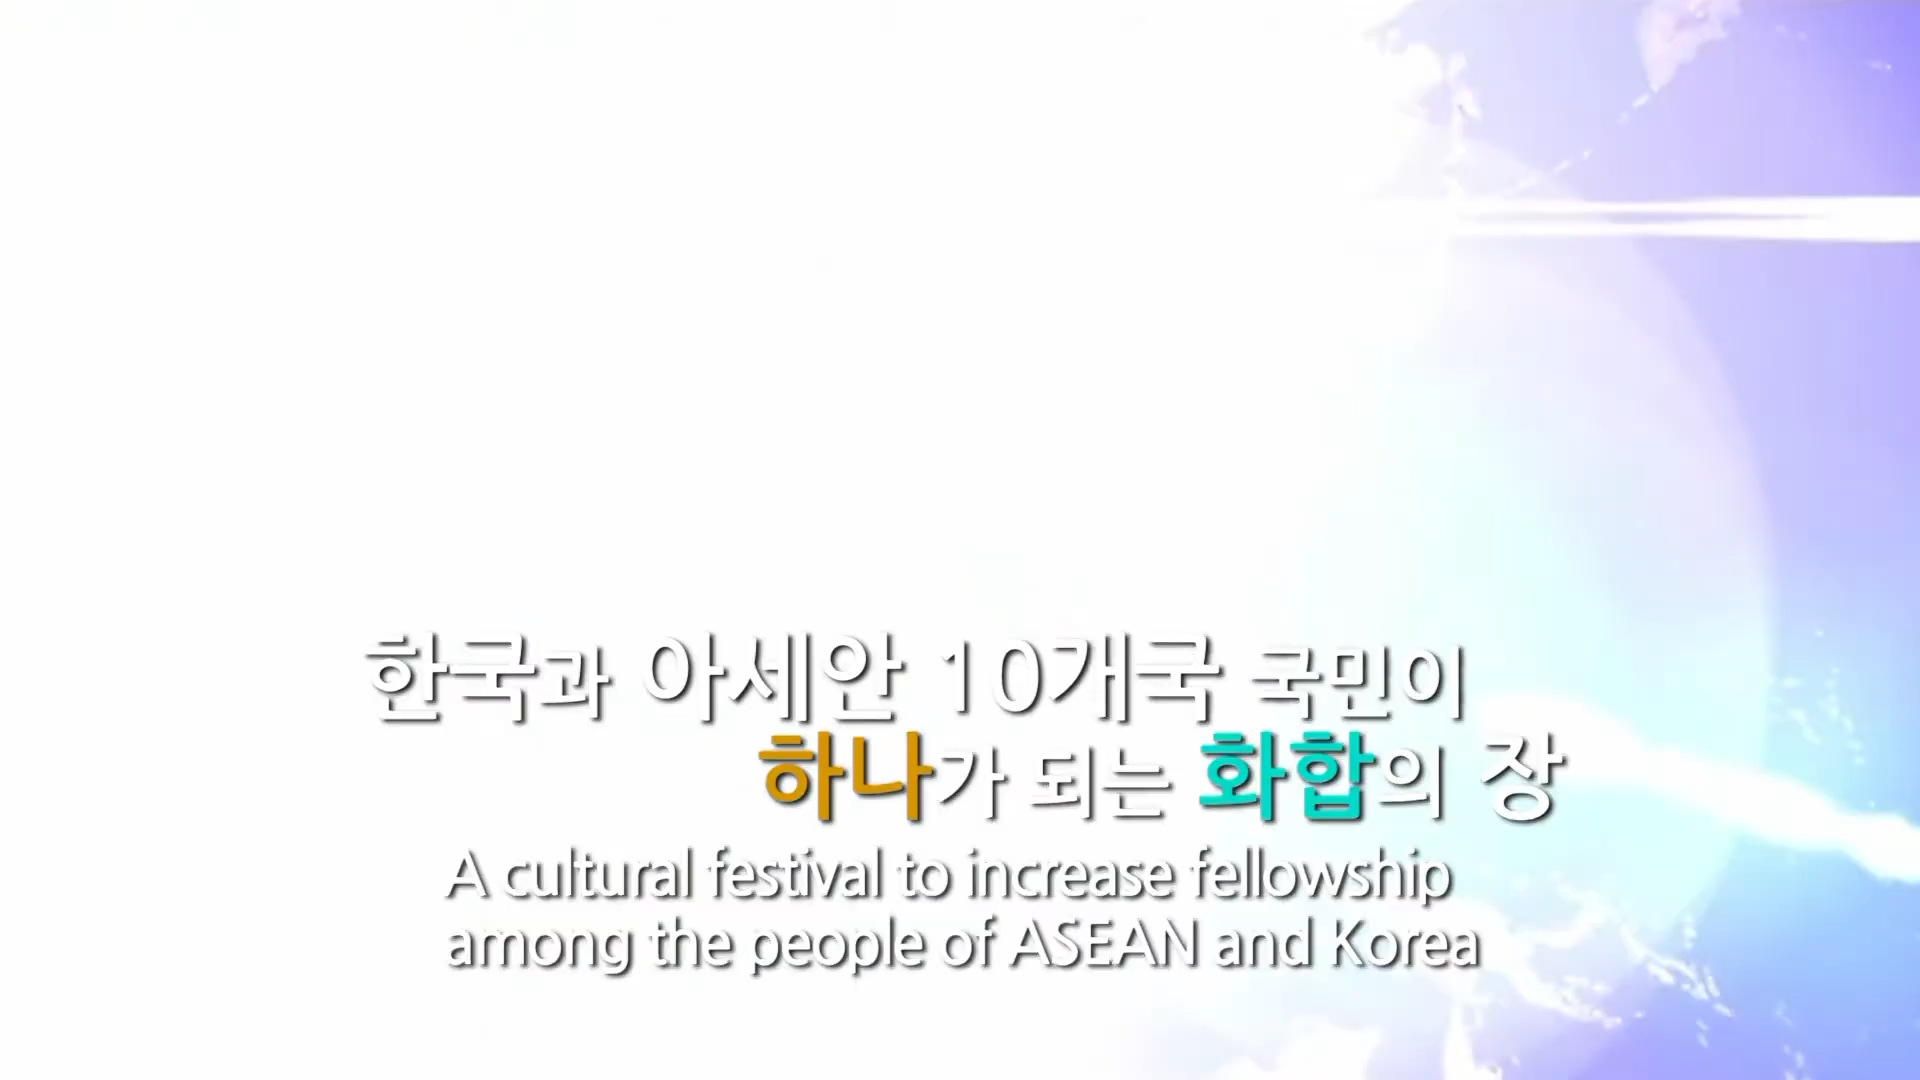 한국과 아세안 10개국 국민이
하나가 되는 화합의 장
A cultural festival to increase fellowship
among the people of ASEAN and Korea